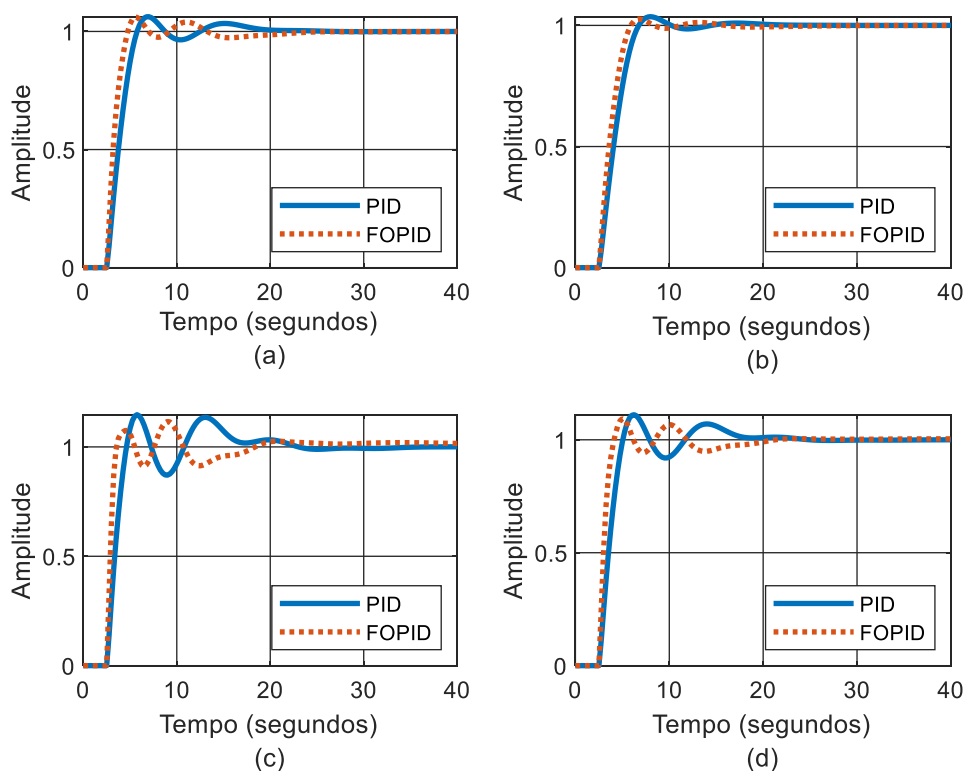 Amplitude
1
0.5
0
PID
FOPID
0 10 20 30 40
Tempo (segundos)
(a)
Amplitude
1
0.5
0
PID
FOPID
0 10 20 30 40
Tempo (segundos)
(b)
Amplitude
1
0.5
0
PID
FOPID
0 10 20 30 40
Tempo (segundos)
(c)
Amplitude
1
0.5
0
PID
FOPID
0 10 20 30 40
Tempo (segundos)
(d)